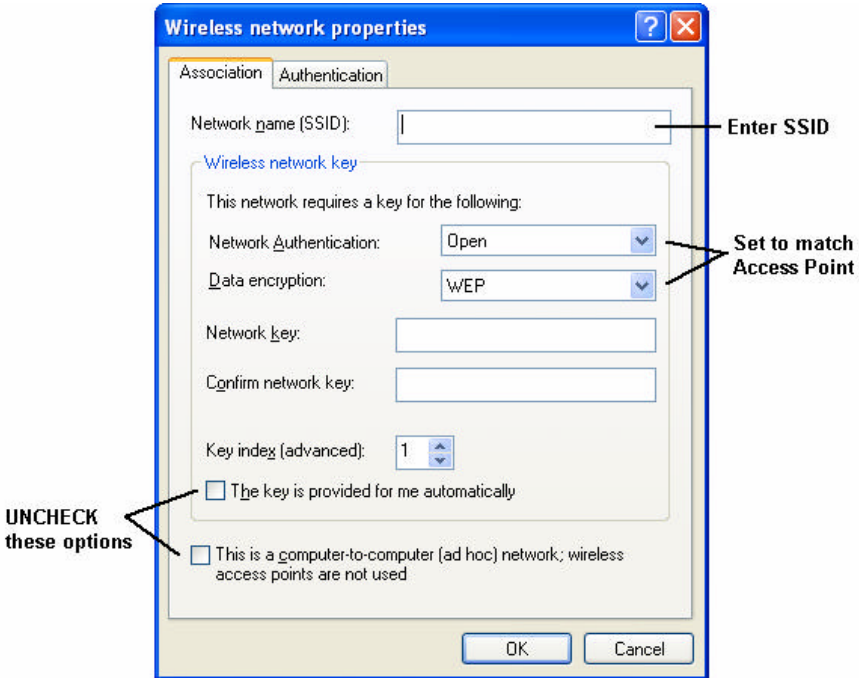 Wireless network properties
Association
Authentication
Network name (SSID):
Enter SSID
Wireless network key
This network requires a key for the following:
Network Authentication:
Open
Set to match
Access Point
Data encryption:
WEP
Network key:
Confirm network key:
Key index (advanced):
1
The key is provided for me automatically
UNCHECK
these options
This is a computer-to-computer (ad hoc) network; wireless
access points are not used
OK
Cancel